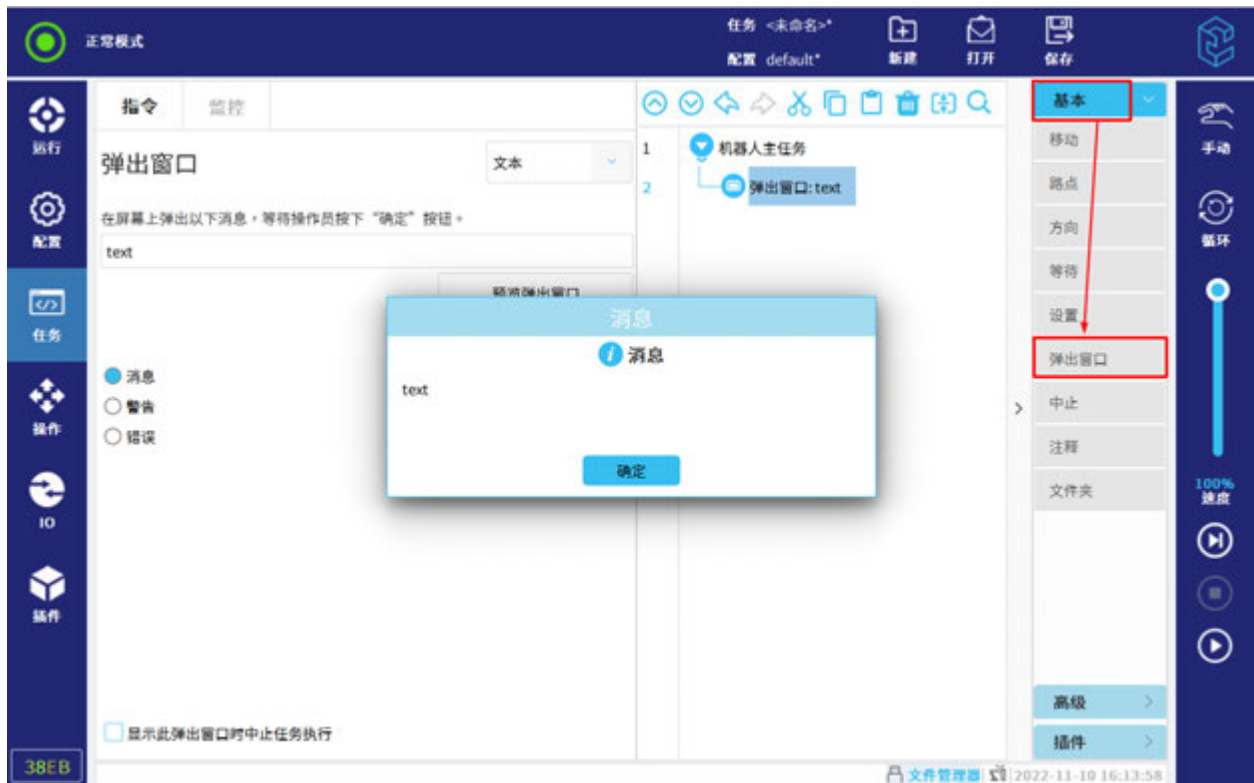 正常模式
任务 <未命名>*
配置 default*
新建
打开
保存
运行
配置
任务
操作
IO
插件
38EB
指令
监控
弹出窗口
文本
在屏幕上弹出以下消息，等待操作员按下“确定”按钮。
text
预览弹出窗口
消息
警告
错误
显示此弹出窗口时中止任务执行
1
机器人主任务
2
弹出窗口: text
消息
消息
text
确定
基本
移动
路点
方向
等待
设置
弹出窗口
中止
注释
文件夹
高级
插件
手动
循环
100%
速度
文件管理器
2022-11-10 16:13:58